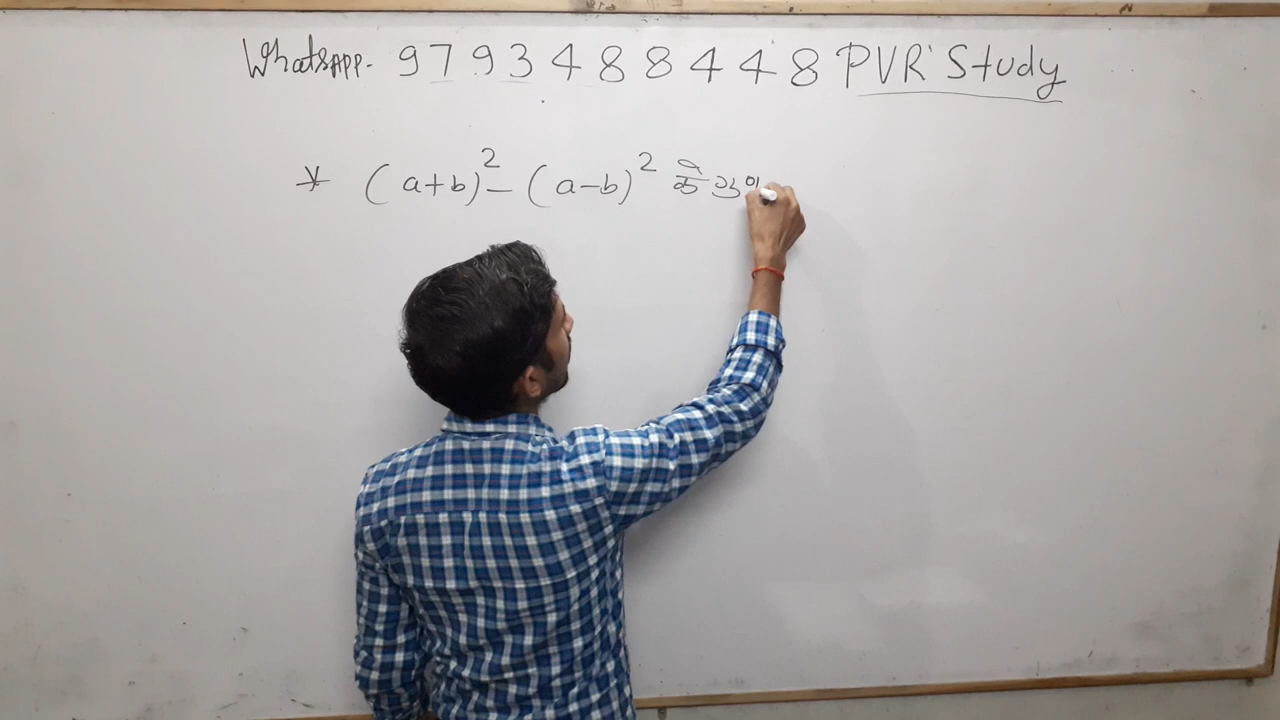 WhatsApp. 9793488448 PVR Study
* (a+b)² - (a-b)² के गुण